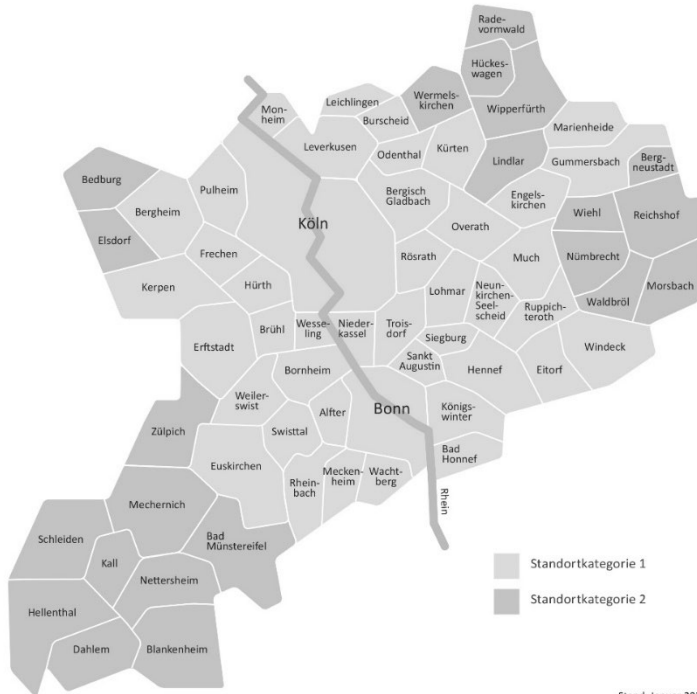 Rade-
vormwald
Hückes-
wagen
Wermels-
kirchen
Wipperfürth
Leichlingen
Mon-
heim
Burscheid
Marienheide
Leverkusen
Odenthal
Kürten
Lindlar
Gummersbach
Berg-
neustadt
Bedburg
Pulheim
Bergheim
Bergisch
Gladbach
Engels-
kirchen
Wiehl
Reichshof
Köln
Overath
Elsdorf
Frechen
Rösrath
Much
Nümbrecht
Kerpen
Hürth
Lohmar
Neun-
kirchen-
Seel-
scheid
Morsbach
Waldbröl
Ruppich-
teroth
Brühl
Wesse-
ling
Nieder-
kassel
Trois-
dorf
Siegburg
Windeck
Erftstadt
Sankt
Augustin
Hennef
Eitorf
Bornheim
Weiler-
swist
Alfter
Bonn
Königs-
winter
Zülpich
Swisttal
Bad
Honnef
Euskirchen
Rhein-
bach
Mecken-
heim
Wacht-
berg
Rhein
Mechernich
Schleiden
Bad
Münstereifel
Kall
Nettersheim
Hellenthal
Dahlem
Blankenheim
Standortkategorie 1
Standortkategorie 2